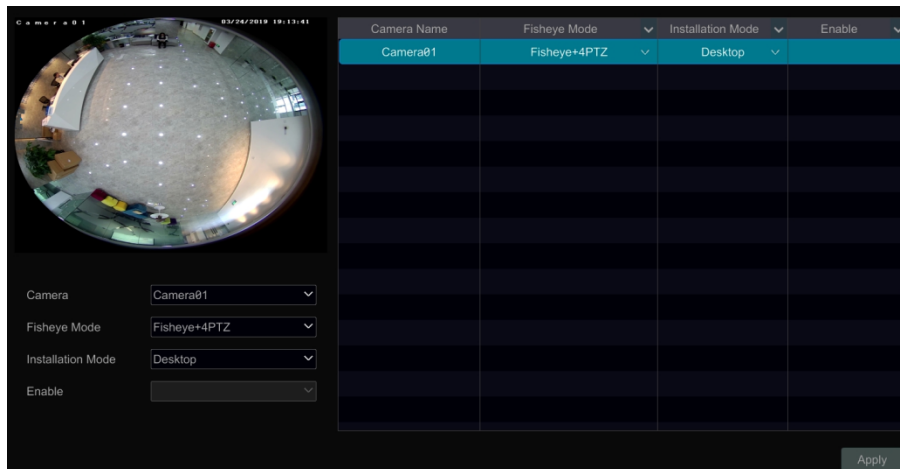 Camera01
03/24/2019 19:13:41
Camera Name Fisheye Mode Installation Mode Enable
Camera01 Fisheye+4PTZ Desktop
Camera Camera01
Fisheye Mode Fisheye+4PTZ
Installation Mode Desktop
Enable
Apply